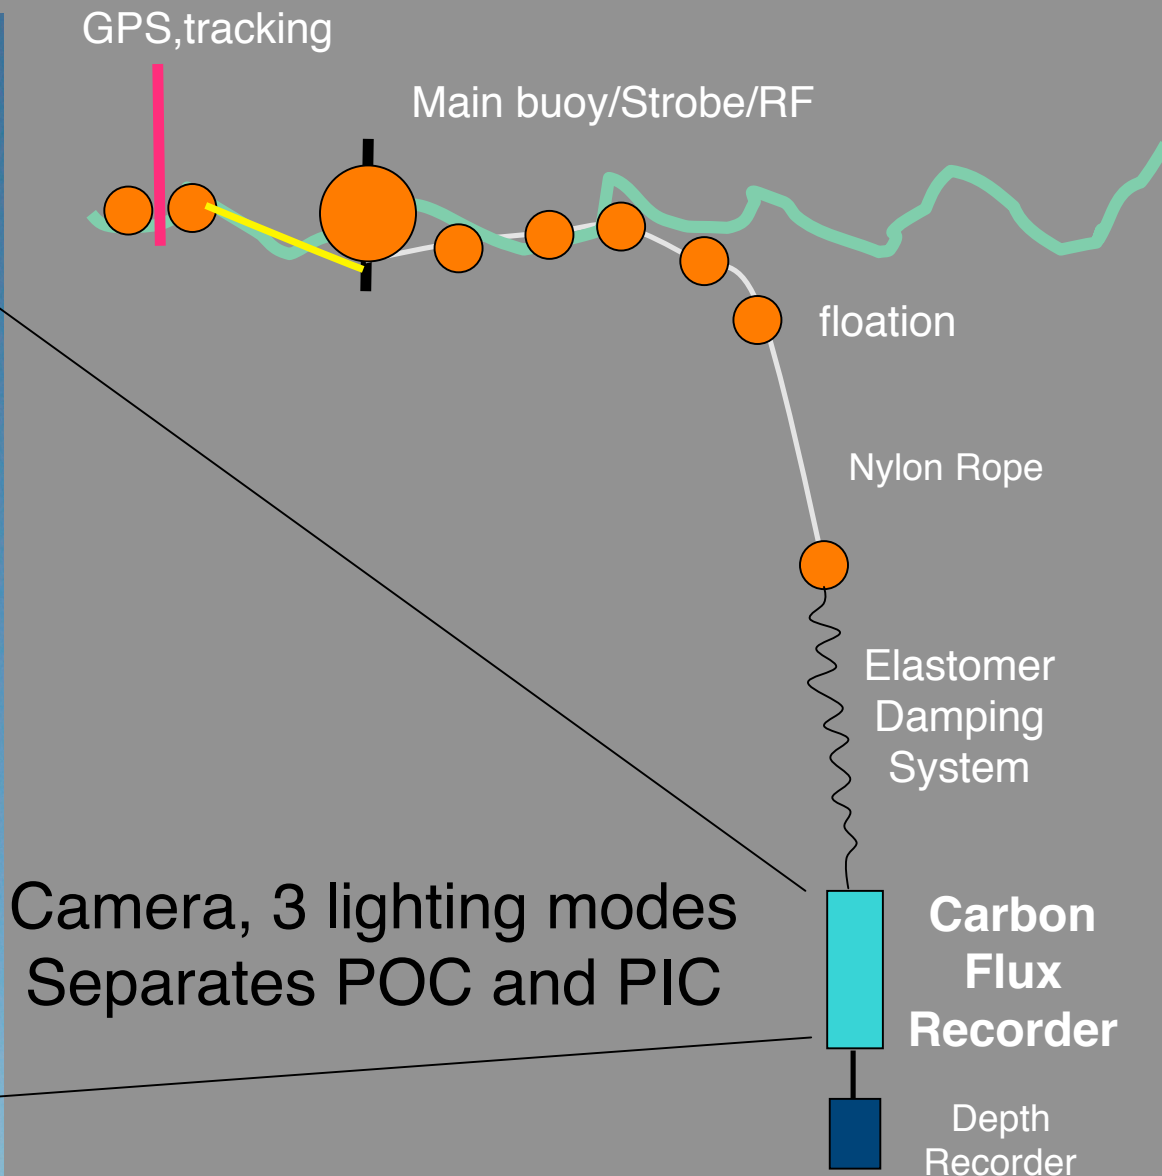 GPS,tracking
Main buoy/Strobe/RF
floation
Nylon Rope
Elastomer
Damping
System
Camera, 3 lighting modes
Separates POC and PIC
Carbon
Flux
Recorder
Depth
Recorder